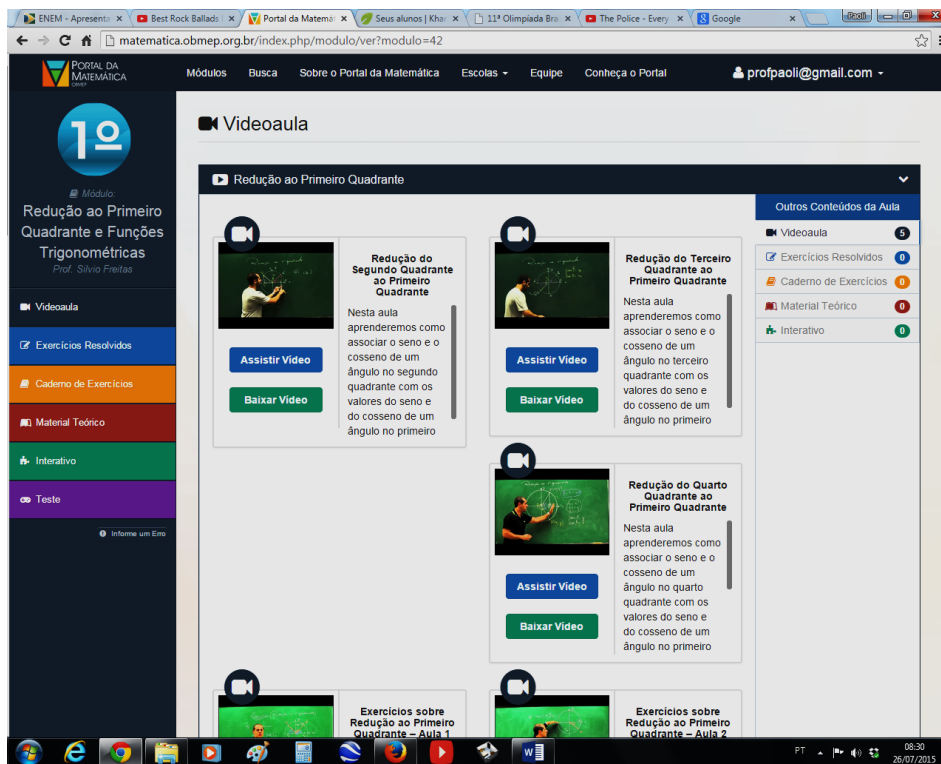 ENEM - Apresenta
Best Rock Ballads
Portal da Matemá
Seus alunos | Khan
11ª Olimpíada Bra
The Police - Every
Google
Paoli
matematica.obmep.org.br/index.php/modulo/ver?modulo=42
PORTAL DA
MATEMÁTICA
OBMEP
Módulos
Busca
Sobre o Portal da Matemática
Escolas
Equipe
Conheça o Portal
profpaoli@gmail.com
1º
Módulo:
Redução ao Primeiro
Quadrante e Funções
Trigonométricas
Prof. Silvio Freitas
Videoaula
Exercícios Resolvidos
Caderno de Exercícios
Material Teórico
Interativo
Teste
Informe um Erro
Videoaula
Redução ao Primeiro Quadrante
Redução do
Segundo Quadrante
ao Primeiro
Quadrante
Nesta aula
aprenderemos como
associar o seno e o
cosseno de um
ângulo no segundo
quadrante com os
valores do seno e
do cosseno de um
ângulo no primeiro
Assistir Vídeo
Baixar Vídeo
Redução do Terceiro
Quadrante ao
Primeiro Quadrante
Nesta aula
aprenderemos como
associar o seno e o
cosseno de um
ângulo no terceiro
quadrante com os
valores do seno e
do cosseno de um
ângulo no primeiro
Assistir Vídeo
Baixar Vídeo
Redução do Quarto
Quadrante ao
Primeiro Quadrante
Nesta aula
aprenderemos como
associar o seno e o
cosseno de um
ângulo no quarto
quadrante com os
valores do seno e
do cosseno de um
ângulo no primeiro
Assistir Vídeo
Baixar Vídeo
Exercícios sobre
Redução ao Primeiro
Quadrante – Aula 1
Exercícios sobre
Redução ao Primeiro
Quadrante – Aula 2
Outros Conteúdos da Aula
Videoaula 5
Exercícios Resolvidos 0
Caderno de Exercícios 0
Material Teórico 0
Interativo 0
PT
08:30
26/07/2015